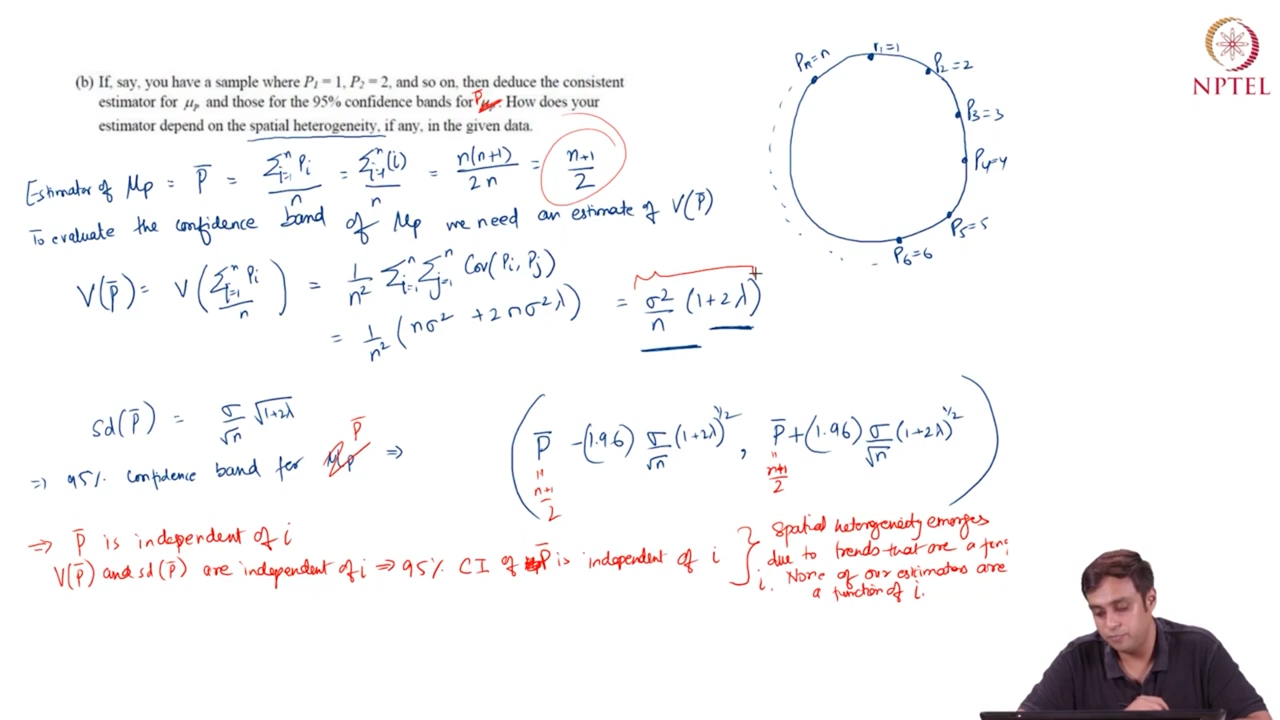 (b) If, say, you have a sample where P₁ = 1, P₂ = 2, and so on, then deduce the consistent
estimator for μₚ and those for the 95% confidence bands for P̄. How does your
estimator depend on the spatial heterogeneity, if any, in the given data.
Estimator of μₚ = P̄ = Σᵢ₌₁ⁿ Pᵢ / n = Σᵢ₌₁ⁿ (i) / n = n(n+1) / 2n = n+1 / 2
To evaluate the confidence band of μₚ we need an estimate of V(P̄)
V(P̄) = V(Σᵢ₌₁ⁿ Pᵢ / n) = 1/n² Σᵢ₌₁ⁿ Σⱼ₌₁ⁿ Cov(Pᵢ, Pⱼ)
= 1/n² (nσ² + 2nσ²λ) = σ²/n (1+2λ)
sd(P̄) = σ/√n √1+2λ
⇒ 95% confidence band for P̄ ⇒ (P̄ - (1.96) σ/√n (1+2λ)^1/2, P̄ + (1.96) σ/√n (1+2λ)^1/2)
= n+1 / 2
= n+1 / 2
⇒ P̄ is independent of i
V(P̄) and sd(P̄) are independent of i ⇒ 95% CI of P̄ is independent of i
Spatial heterogeneity emerges
due to trends that are a func
i. None of our estimators are
a function of i.
Pₙ=n
P₁=1
P₂=2
P₃=3
P₄=4
P₅=5
P₆=6
NPTEL